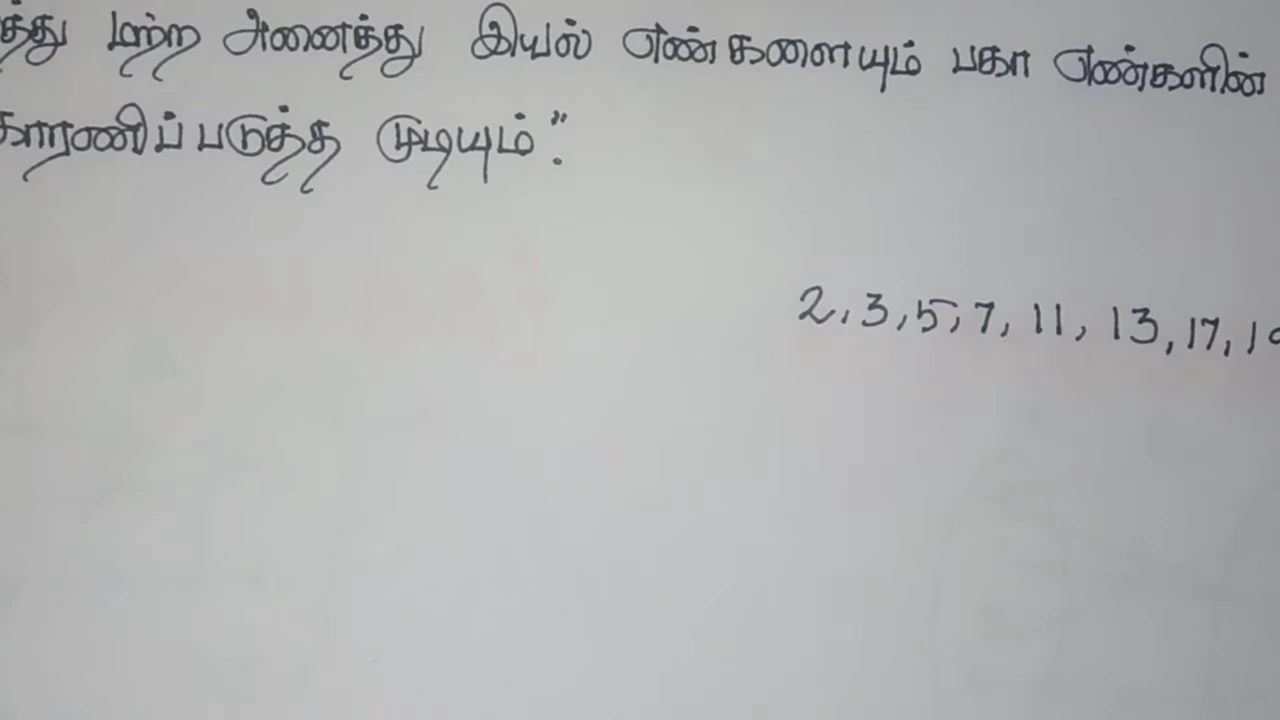 மற்ற அனைத்து இயல் எண்களையும் பகா எண்களின்
காரணிப்படுத்த முடியும்".
2, 3, 5, 7, 11, 13, 17,